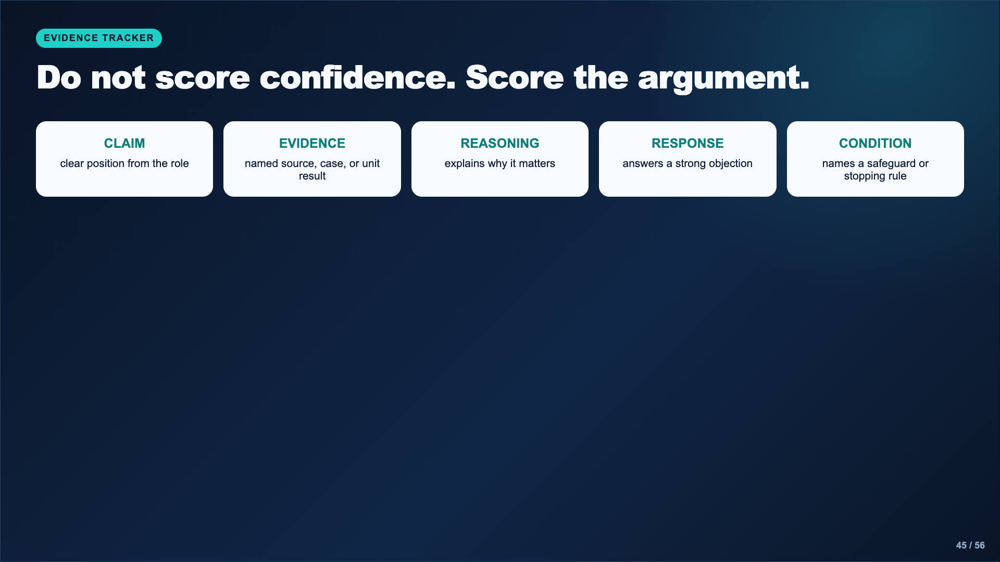 EVIDENCE TRACKER
Do not score confidence. Score the argument.
CLAIM
clear position from the role
EVIDENCE
named source, case, or unit
result
REASONING
explains why it matters
RESPONSE
answers a strong objection
CONDITION
names a safeguard or
stopping rule
45 / 56